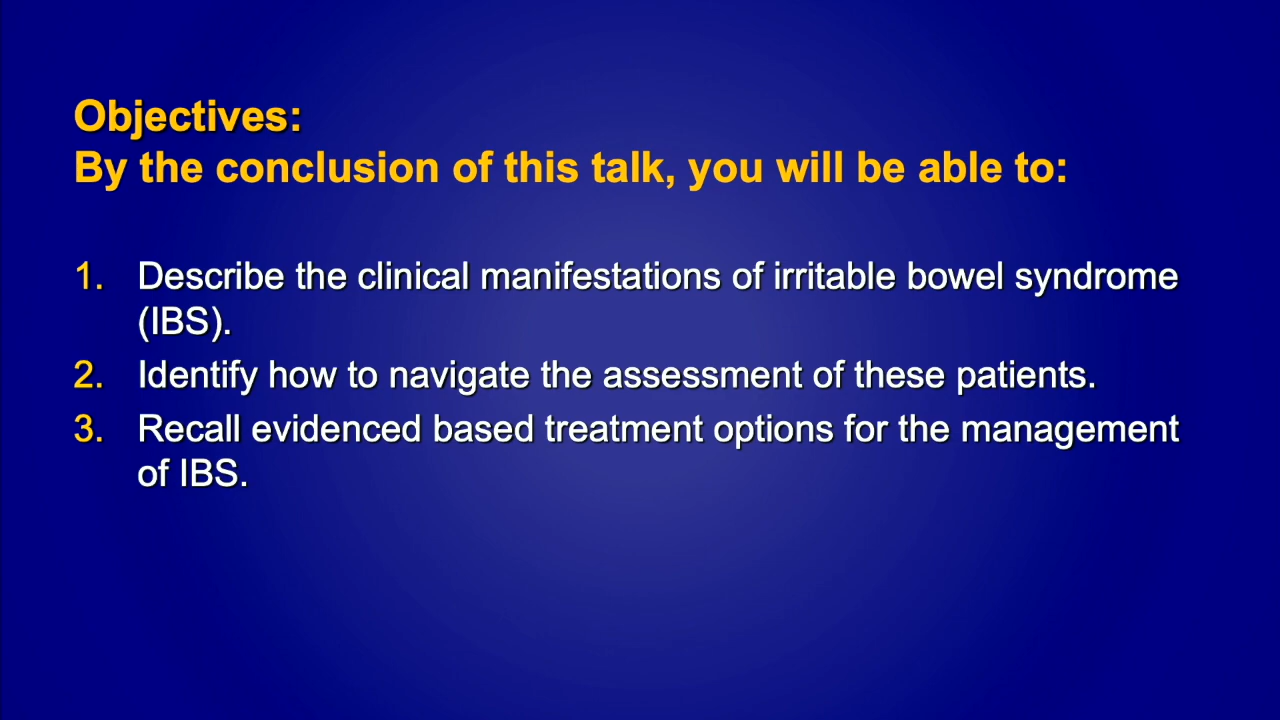 Objectives:
By the conclusion of this talk, you will be able to:
1. Describe the clinical manifestations of irritable bowel syndrome
(IBS).
2. Identify how to navigate the assessment of these patients.
3. Recall evidenced based treatment options for the management
of IBS.